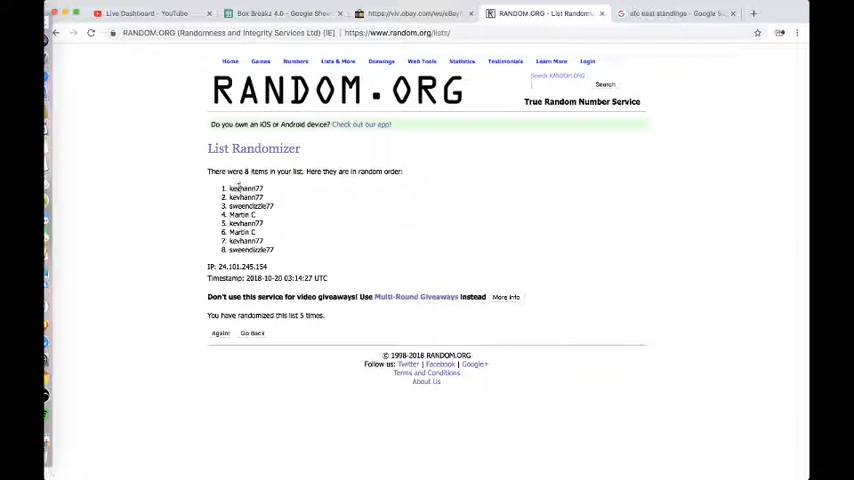 Live Dashboard - YouTube
Box Breakz 4.0 - Google Shee
https://viv.ebay.com/ws/eBayI
RANDOM.ORG - List Randomi
afc east standings - Google S
RANDOM.ORG (Randomness and Integrity Services Ltd) [IE] | https://www.random.org/lists/
Home Games Numbers Lists & More Drawings Web Tools Statistics Testimonials Learn More Login
Search RANDOM.ORG
RANDOM.ORG
Search
True Random Number Service
Do you own an iOS or Android device? Check out our app!
List Randomizer
There were 8 items in your list. Here they are in random order:
1. kevhann77
2. kevhann77
3. sweendizzle77
4. Martin C
5. kevhann77
6. Martin C
7. kevhann77
8. sweendizzle77
IP: 24.101.245.154
Timestamp: 2018-10-20 03:14:27 UTC
Don't use this service for video giveaways! Use Multi-Round Giveaways instead More Info
You have randomized this list 5 times.
Again! Go Back
© 1998-2018 RANDOM.ORG
Follow us: Twitter | Facebook | Google+
Terms and Conditions
About Us